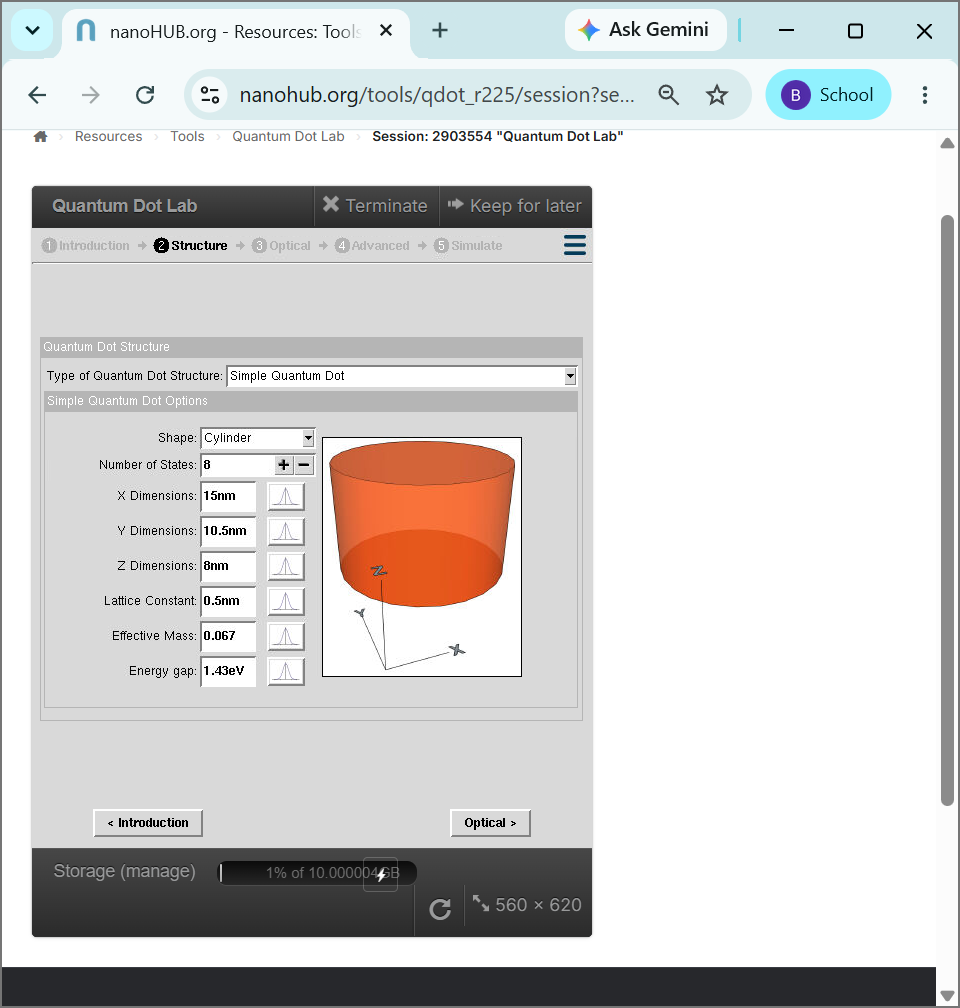 nanoHUB.org - Resources: Tools
Ask Gemini
nanohub.org/tools/qdot_r225/session?se...
B School
Resources Tools Quantum Dot Lab Session: 2903554 "Quantum Dot Lab"
Quantum Dot Lab Terminate Keep for later
1 Introduction 2 Structure 3 Optical 4 Advanced 5 Simulate
Quantum Dot Structure
Type of Quantum Dot Structure: Simple Quantum Dot
Simple Quantum Dot Options
Shape: Cylinder
Number of States: 8
X Dimensions: 15nm
Y Dimensions: 10.5nm
Z Dimensions: 8nm
Lattice Constant: 0.5nm
Effective Mass: 0.067
Energy gap: 1.43eV
Z
Y
X
< Introduction Optical >
Storage (manage) 1% of 10.000004GB
560 × 620